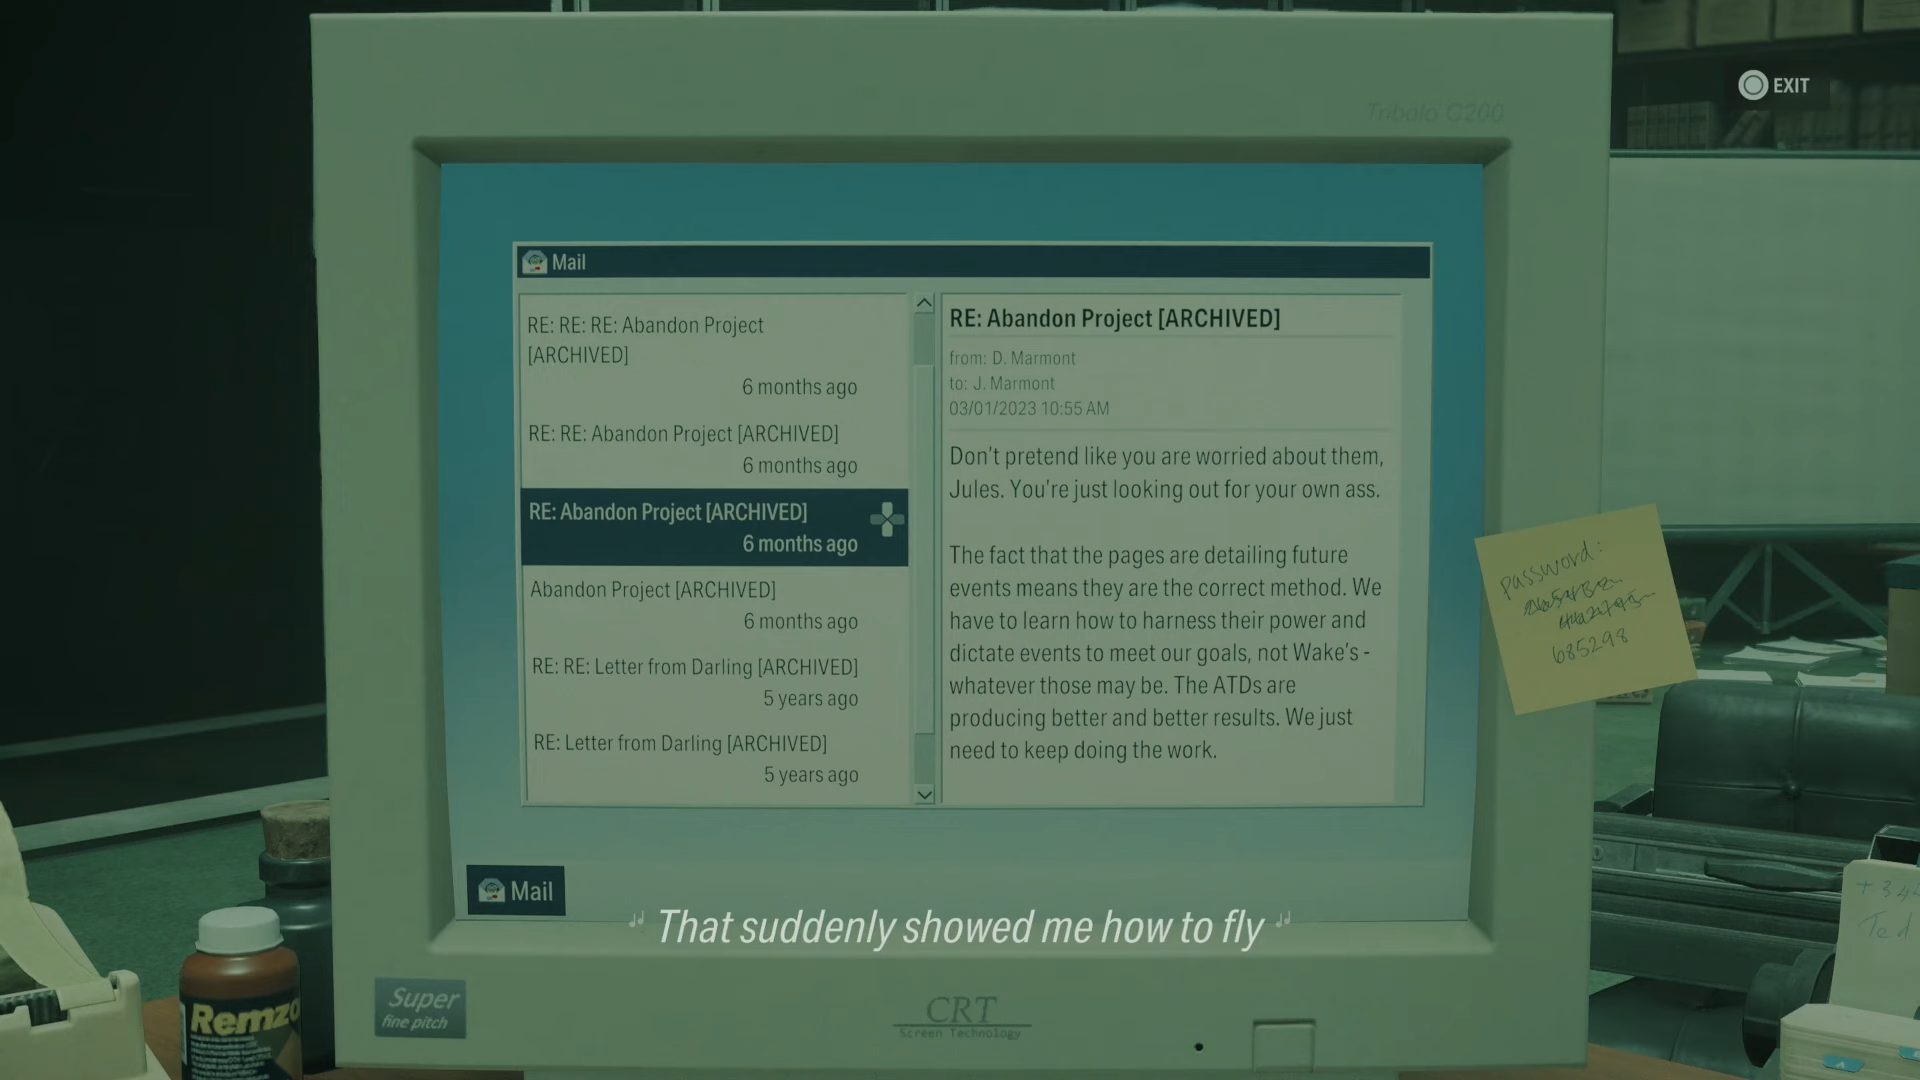 EXIT
Tribolo C200
Mail
RE: RE: RE: Abandon Project
[ARCHIVED]
6 months ago
RE: RE: Abandon Project [ARCHIVED]
6 months ago
RE: Abandon Project [ARCHIVED]
6 months ago
Abandon Project [ARCHIVED]
6 months ago
RE: RE: Letter from Darling [ARCHIVED]
5 years ago
RE: Letter from Darling [ARCHIVED]
5 years ago
RE: Abandon Project [ARCHIVED]
from: D. Marmont
to: J. Marmont
03/01/2023 10:55 AM
Don't pretend like you are worried about them,
Jules. You're just looking out for your own ass.
The fact that the pages are detailing future
events means they are the correct method. We
have to learn how to harness their power and
dictate events to meet our goals, not Wake's -
whatever those may be. The ATDs are
producing better and better results. We just
need to keep doing the work.
password:
685298
Mail
♫ That suddenly showed me how to fly ♫
Super
fine pitch
CRT
Screen Technology
Remzo
+344
Ted